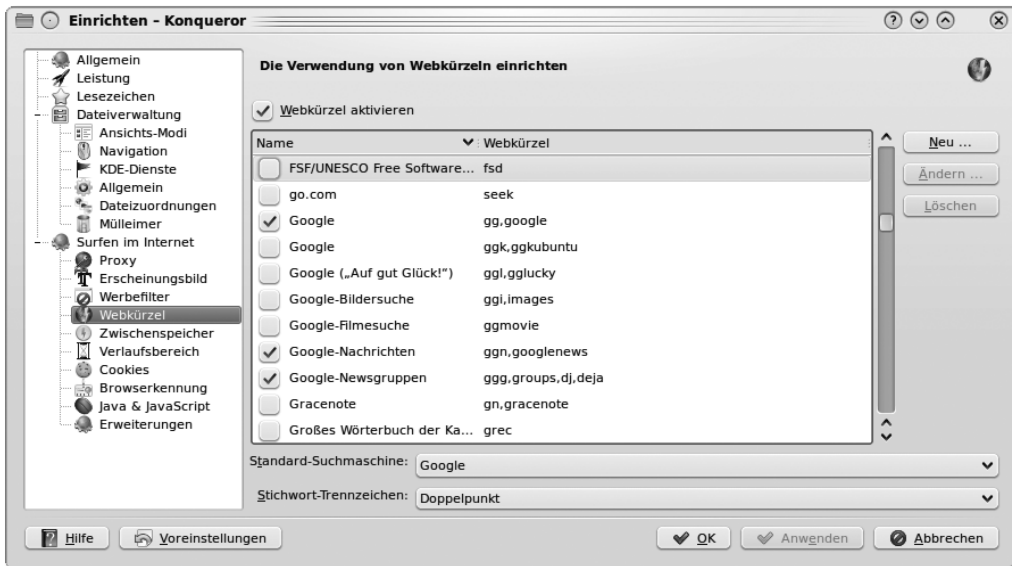 Einrichten - Konqueror
Allgemein
Leistung
Lesezeichen
Dateiverwaltung
Ansichts-Modi
Navigation
KDE-Dienste
Allgemein
Dateizuordnungen
Mülleimer
Surfen im Internet
Proxy
Erscheinungsbild
Werbefilter
Webkürzel
Zwischenspeicher
Verlaufsbereich
Cookies
Browserkennung
Java & JavaScript
Erweiterungen
Die Verwendung von Webkürzeln einrichten
Webkürzel aktivieren
Name Webkürzel
FSF/UNESCO Free Software... fsd
go.com seek
Google gg,google
Google ggk,ggkubuntu
Google („Auf gut Glück!") ggl,gglucky
Google-Bildersuche ggi,images
Google-Filmesuche ggmovie
Google-Nachrichten ggn,googlenews
Google-Newsgruppen ggg,groups,dj,deja
Gracenote gn,gracenote
Großes Wörterbuch der Ka... grec
Neu ...
Ändern ...
Löschen
Standard-Suchmaschine: Google
Stichwort-Trennzeichen: Doppelpunkt
Hilfe Voreinstellungen OK Anwenden Abbrechen